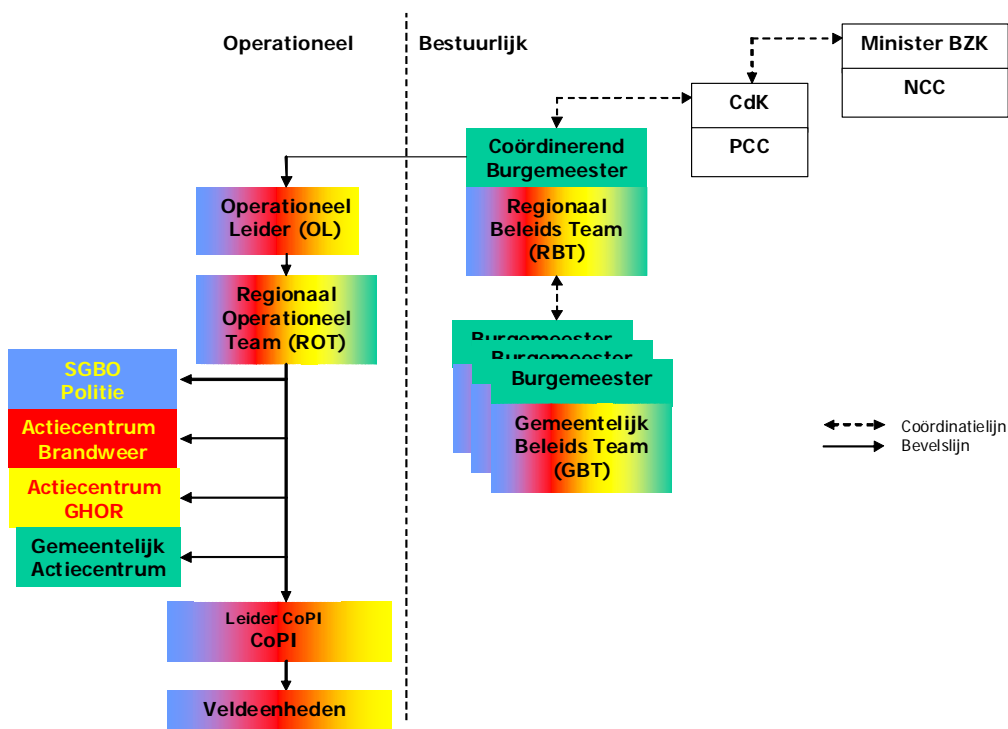 Operationeel
Bestuurlijk
Minister BZK
NCC
CdK
PCC
Coördinerend
Burgemeester
Regionaal
Beleids Team
(RBT)
Operationeel
Leider (OL)
Regionaal
Operationeel
Team (ROT)
Burgemeester
Burgemeester
Burgemeester
Gemeentelijk
Beleids Team
(GBT)
SGBO
Politie
Actiecentrum
Brandweer
Actiecentrum
GHOR
Gemeentelijk
Actiecentrum
Coördinatielijn
Bevelslijn
Leider CoPI
CoPI
Veldeenheden